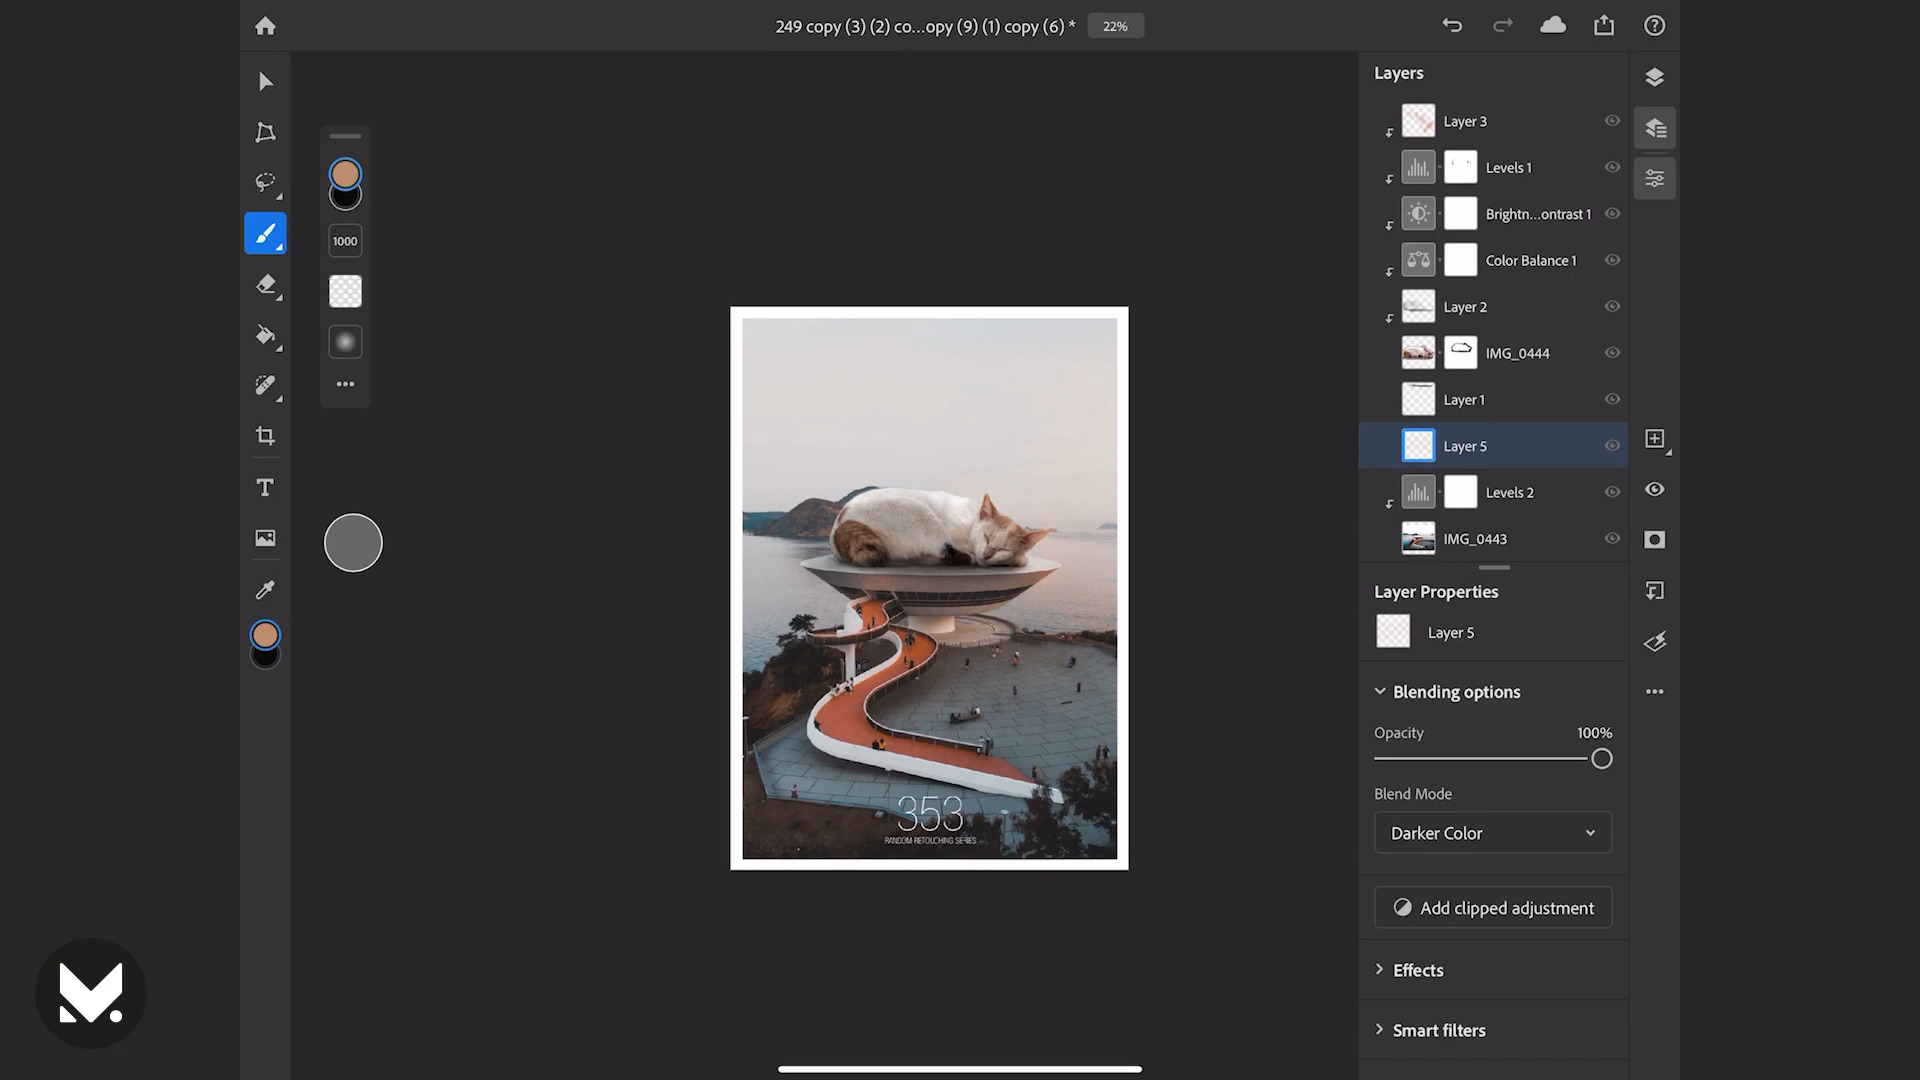 249 copy (3) (2) co...opy (9) (1) copy (6) *
22%
Layers
Layer 3
Levels 1
Brightn...ontrast 1
Color Balance 1
Layer 2
IMG_0444
Layer 1
Layer 5
Levels 2
IMG_0443
1000
T
Layer Properties
Layer 5
Blending options
Opacity
100%
Blend Mode
Darker Color
Add clipped adjustment
Effects
Smart filters
353
RANDOM RETOUCHING SERIES
M.